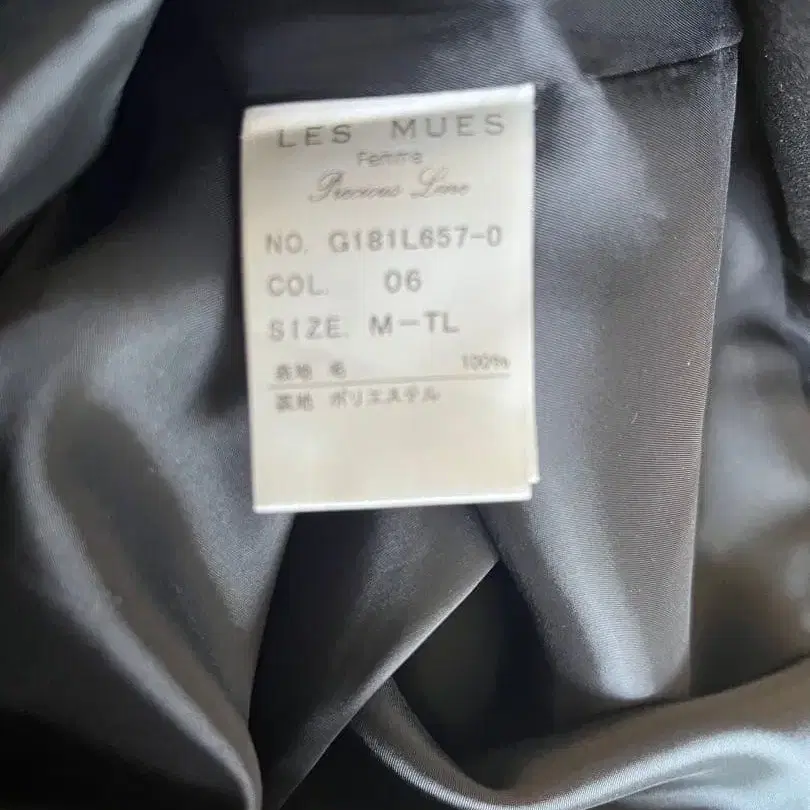 LES MUES
Femme
Precious Line
NO. G181L657-0
COL. 06
SIZE. M-TL
表地 毛 100%
裏地 ポリエステル